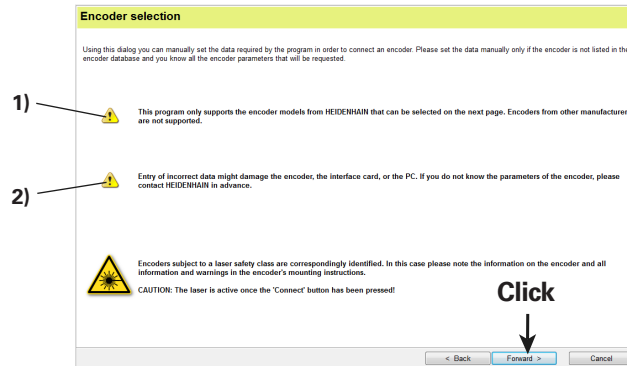 Encoder selection
Using this dialog you can manually set the data required by the program in order to connect an encoder. Please set the data manually only if the encoder is not listed in the
encoder database and you know all the encoder parameters that will be requested.
1)
This program only supports the encoder models from HEIDENHAIN that can be selected on the next page. Encoders from other manufacturer
are not supported.
2)
Entry of incorrect data might damage the encoder, the interface card, or the PC. If you do not know the parameters of the encoder, please
contact HEIDENHAIN in advance.
Encoders subject to a laser safety class are correspondingly identified. In this case please note the information on the encoder and all
information and warnings in the encoder's mounting instructions.
CAUTION: The laser is active once the 'Connect' button has been pressed!
Click
< Back Forward > Cancel